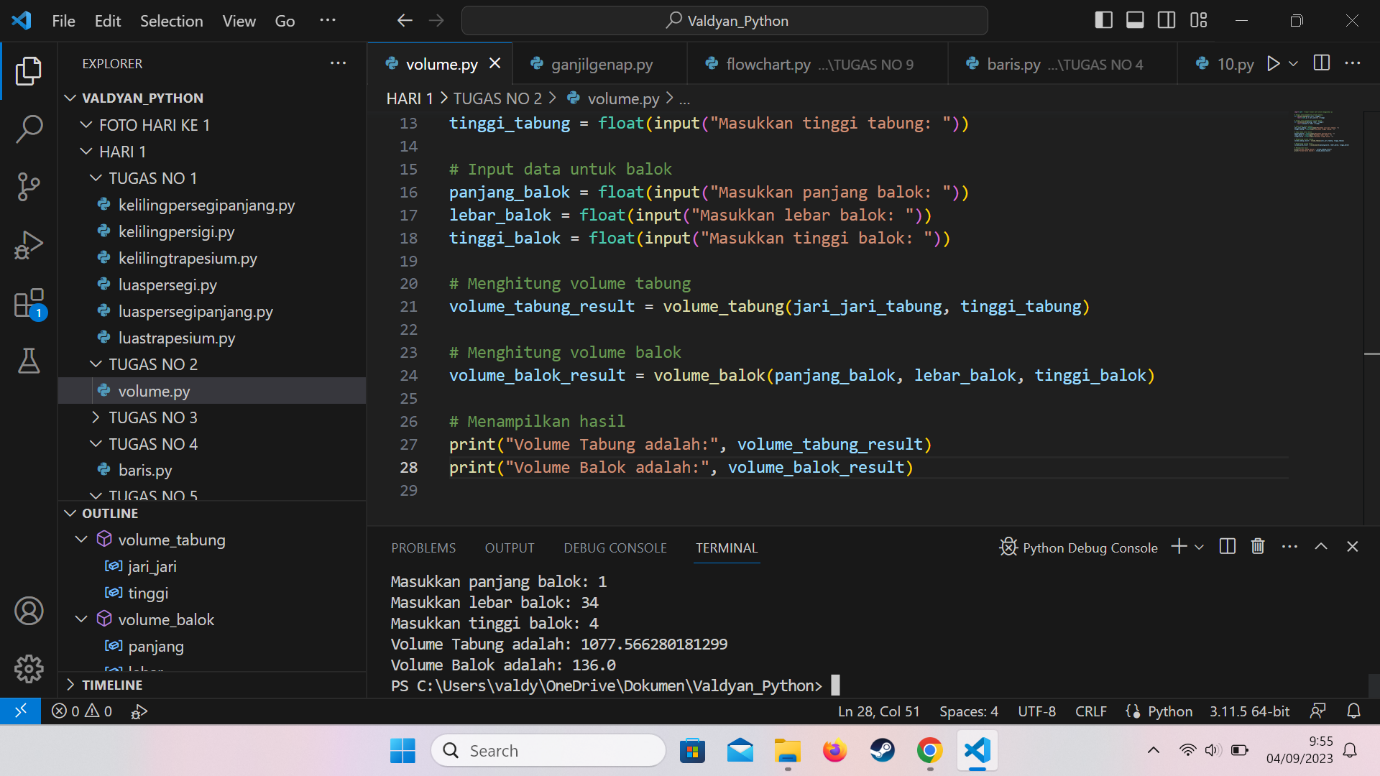 File Edit Selection View Go ···
Valdyan_Python
EXPLORER ···
VALDYAN_PYTHON
FOTO HARI KE 1
HARI 1
TUGAS NO 1
kelilingpersegipanjang.py
kelilingpersigi.py
kelilingtrapesium.py
luaspersegi.py
luaspersegipanjang.py
luastrapesium.py
TUGAS NO 2
volume.py
TUGAS NO 3
TUGAS NO 4
baris.py
TUGAS NO 5
OUTLINE
volume_tabung
jari_jari
tinggi
volume_balok
panjang
lebar
TIMELINE
1
volume.py ganjilgenap.py flowchart.py ...\TUGAS NO 9 baris.py ...\TUGAS NO 4 10.py ···
HARI 1 > TUGAS NO 2 > volume.py > ...
13 tinggi_tabung = float(input("Masukkan tinggi tabung: "))
14
15 # Input data untuk balok
16 panjang_balok = float(input("Masukkan panjang balok: "))
17 lebar_balok = float(input("Masukkan lebar balok: "))
18 tinggi_balok = float(input("Masukkan tinggi balok: "))
19
20 # Menghitung volume tabung
21 volume_tabung_result = volume_tabung(jari_jari_tabung, tinggi_tabung)
22
23 # Menghitung volume balok
24 volume_balok_result = volume_balok(panjang_balok, lebar_balok, tinggi_balok)
25
26 # Menampilkan hasil
27 print("Volume Tabung adalah:", volume_tabung_result)
28 print("Volume Balok adalah:", volume_balok_result)
29
PROBLEMS OUTPUT DEBUG CONSOLE TERMINAL Python Debug Console ···
Masukkan panjang balok: 1
Masukkan lebar balok: 34
Masukkan tinggi balok: 4
Volume Tabung adalah: 1077.566280181299
Volume Balok adalah: 136.0
PS C:\Users\valdy\OneDrive\Dokumen\Valdyan_Python>
0 0 Ln 28, Col 51 Spaces: 4 UTF-8 CRLF Python 3.11.5 64-bit
Search
9:55
04/09/2023